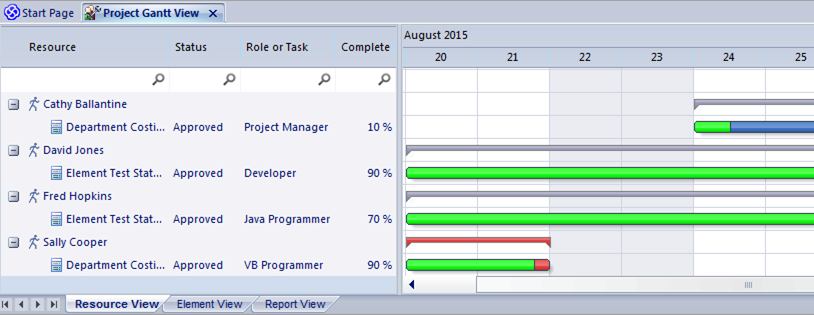 Start Page Project Gantt View
Resource Status Role or Task Complete August 2015
20 21 22 23 24 25
Cathy Ballantine
Department Costi... Approved Project Manager 10 %
David Jones
Element Test Stat... Approved Developer 90 %
Fred Hopkins
Element Test Stat... Approved Java Programmer 70 %
Sally Cooper
Department Costi... Approved VB Programmer 90 %
Resource View Element View Report View